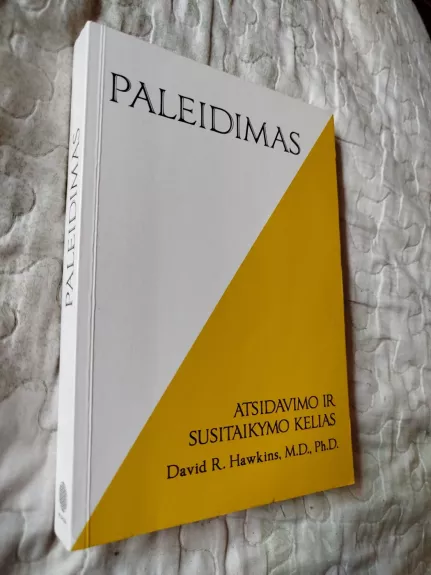 PALEIDIMAS
PALEIDIMAS
ATSIDAVIMO IR
SUSITAIKYMO KELIAS
David R. Hawkins, M.D., Ph.D.